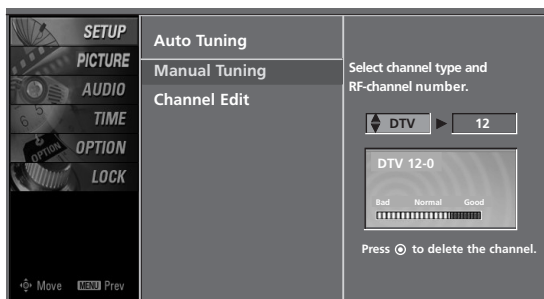 SETUP
PICTURE
AUDIO
TIME
OPTION
LOCK
Move MENU Prev
Auto Tuning
Manual Tuning
Channel Edit
Select channel type and
RF-channel number.
DTV 12
DTV 12-0
Bad Normal Good
Press to delete the channel.